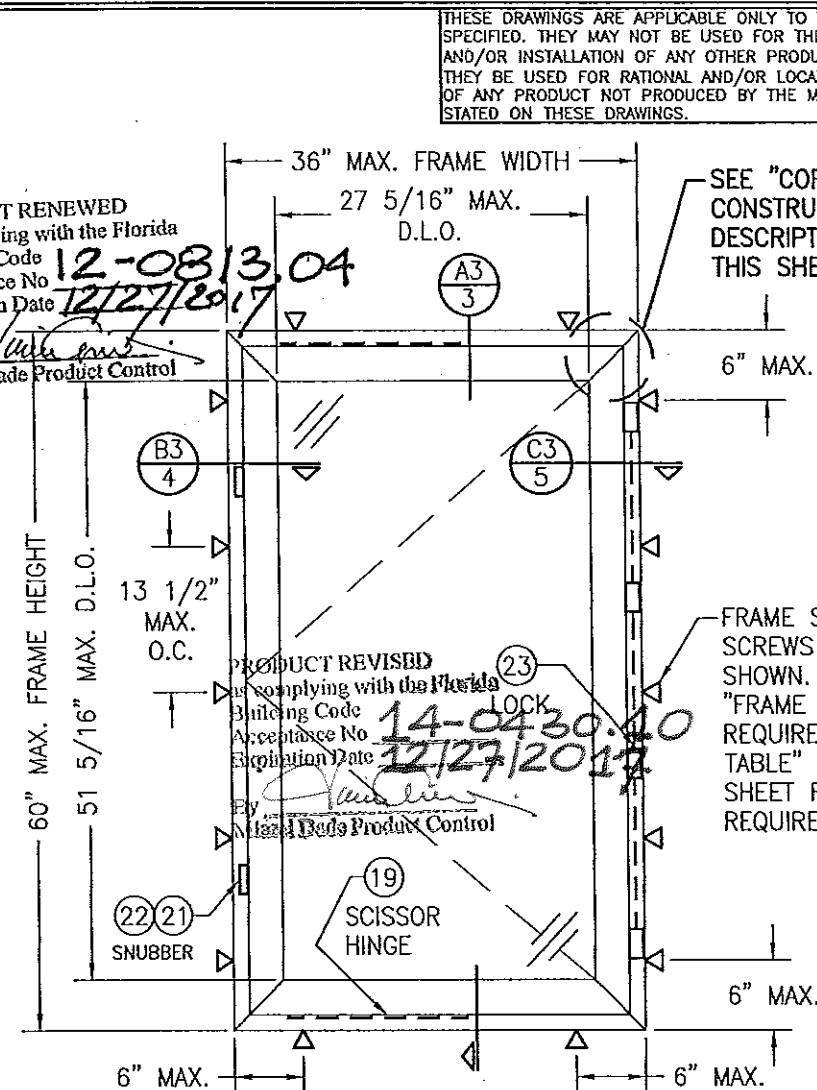 THESE DRAWINGS ARE APPLICABLE ONLY TO
SPECIFIED. THEY MAY NOT BE USED FOR THE
AND/OR INSTALLATION OF ANY OTHER PRODU
THEY BE USED FOR RATIONAL AND/OR LOCA
OF ANY PRODUCT NOT PRODUCED BY THE M
STATED ON THESE DRAWINGS.
36" MAX. FRAME WIDTH
27 5/16" MAX.
D.L.O.
SEE "COR
CONSTRU
DESCRIPT
THIS SHE
T RENEWED
ing with the Florida
Code
ce No 12-0813.04
n Date 12/27/2017
ade Product Control
A3
3
6" MAX.
B3
4
C3
5
60" MAX. FRAME HEIGHT
51 5/16" MAX. D.L.O.
13 1/2"
MAX.
O.C.
FRAME S
SCREWS
SHOWN.
"FRAME
REQUIRE
TABLE"
SHEET F
REQUIRE
PRODUCT REVISED
as complying with the Florida
Building Code
Acceptance No 14-0430.10
Expiration Date 12/27/2017
By
Product Control
23
LOCK
22 21
SNUBBER
19
SCISSOR
HINGE
6" MAX.
6" MAX.
6" MAX.